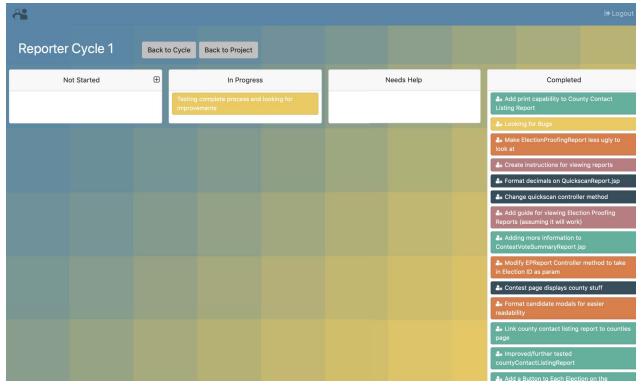 Logout
Reporter Cycle 1
Back to Cycle
Back to Project
Not Started
In Progress
Needs Help
Completed
Testing complete process and looking for
improvements
Add print capability to County Contact
Listing Report
Looking for Bugs
Make ElectionProofingReport less ugly to
look at
Create instructions for viewing reports
Format decimals on QuickscanReport.jsp
Change quickscan controller method
Add guide for viewing Election Proofing
Reports (assuming it will work)
Adding more information to
ContestVoteSummaryReport.jsp
Modify EPReport Controller method to take
in Election ID as param
Contest page displays county stuff
Format candidate modals for easier
readability
Link county contact listing report to counties
page
Improved/further tested
countyContactListingReport
Add a Button to Each Election on the